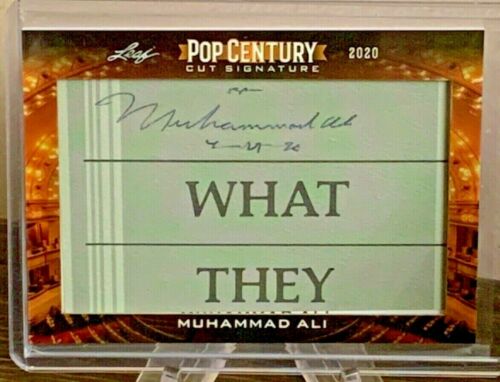 Leaf POP CENTURY 2020
CUT SIGNATURE
Muhammad Ali
WHAT
THEY
MUHAMMAD ALI